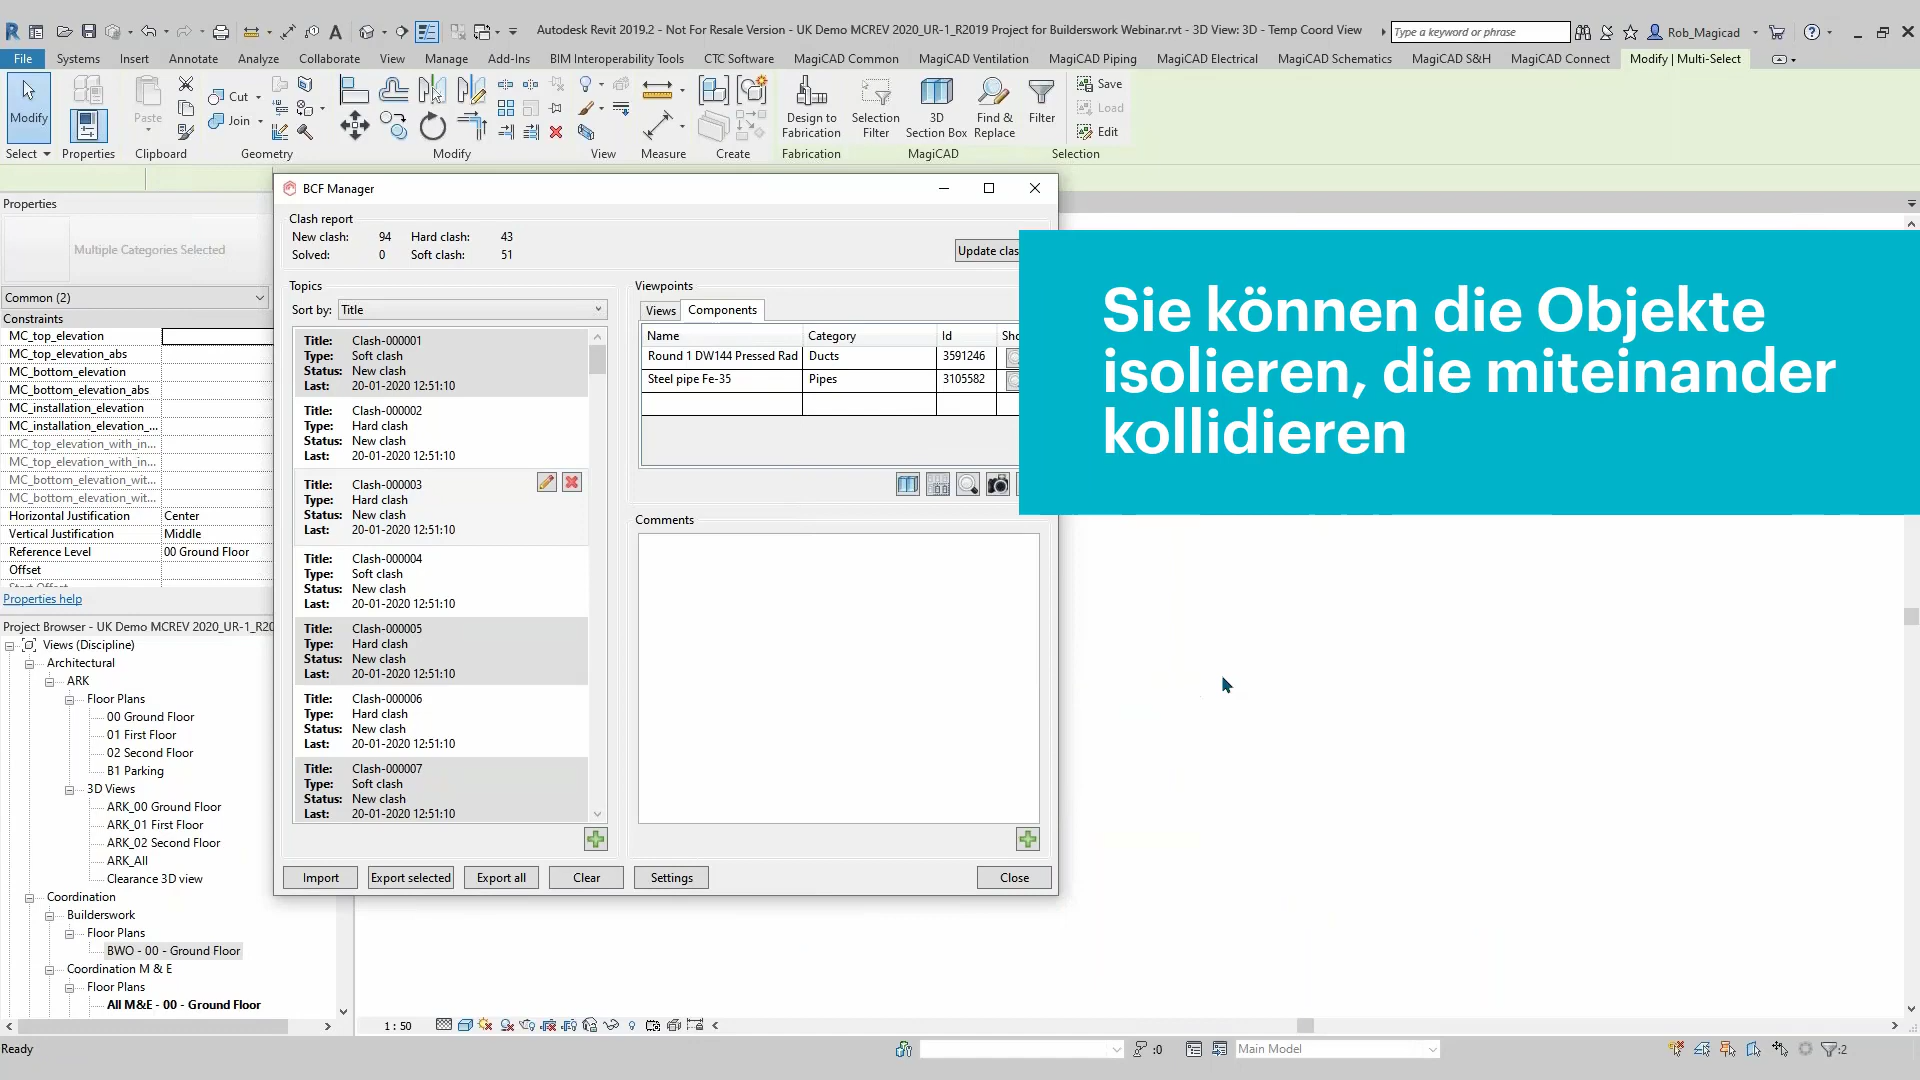 Autodesk Revit 2019.2 - Not For Resale Version - UK Demo MCREV 2020_UR-1_R2019 Project for Builderswork Webinar.rvt - 3D View: 3D - Temp Coord View
Type a keyword or phrase
Rob_Magicad
File Systems Insert Annotate Analyze Collaborate View Manage Add-Ins BIM Interoperability Tools CTC Software MagiCAD Common MagiCAD Ventilation MagiCAD Piping MagiCAD Electrical MagiCAD Schematics MagiCAD S&H MagiCAD Connect Modify | Multi-Select
Cut Save
Load
Modify Paste Join Design to Selection 3D Find & Filter
Fabrication Filter Section Box Replace Edit
Select Properties Clipboard Geometry Modify View Measure Create Fabrication MagiCAD Selection
Properties
Multiple Categories Selected
Common (2)
Constraints
MC_top_elevation
MC_top_elevation_abs
MC_bottom_elevation
MC_bottom_elevation_abs
MC_installation_elevation
MC_installation_elevation_...
MC_top_elevation_with_in...
MC_top_elevation_with_in...
MC_bottom_elevation_wit...
MC_bottom_elevation_wit...
Horizontal Justification Center
Vertical Justification Middle
Reference Level 00 Ground Floor
Offset
Start Offset
Properties help
Project Browser - UK Demo MCREV 2020_UR-1_R20
Views (Discipline)
Architectural
ARK
Floor Plans
00 Ground Floor
01 First Floor
02 Second Floor
B1 Parking
3D Views
ARK_00 Ground Floor
ARK_01 First Floor
ARK_02 Second Floor
ARK_All
Clearance 3D view
Coordination
Builderswork
Floor Plans
BWO - 00 - Ground Floor
Coordination M & E
Floor Plans
All M&E - 00 - Ground Floor
BCF Manager
Clash report
New clash: 94 Hard clash: 43
Solved: 0 Soft clash: 51
Update clas
Topics
Sort by: Title
Title: Clash-000001
Type: Soft clash
Status: New clash
Last: 20-01-2020 12:51:10
Title: Clash-000002
Type: Hard clash
Status: New clash
Last: 20-01-2020 12:51:10
Title: Clash-000003
Type: Hard clash
Status: New clash
Last: 20-01-2020 12:51:10
Title: Clash-000004
Type: Soft clash
Status: New clash
Last: 20-01-2020 12:51:10
Title: Clash-000005
Type: Hard clash
Status: New clash
Last: 20-01-2020 12:51:10
Title: Clash-000006
Type: Hard clash
Status: New clash
Last: 20-01-2020 12:51:10
Title: Clash-000007
Type: Soft clash
Status: New clash
Last: 20-01-2020 12:51:10
Viewpoints
Views Components
Name Category Id Sho
Round 1 DW144 Pressed Rad Ducts 3591246
Steel pipe Fe-35 Pipes 3105582
Comments
Import Export selected Export all Clear Settings Close
Sie können die Objekte
isolieren, die miteinander
kollidieren
1 : 50
Ready
:0
Main Model
:2